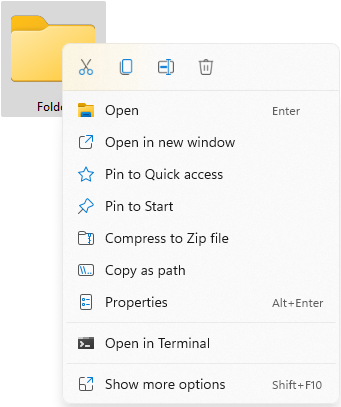 Folde
Open Enter
Open in new window
Pin to Quick access
Pin to Start
Compress to Zip file
Copy as path
Properties Alt+Enter
Open in Terminal
Show more options Shift+F10